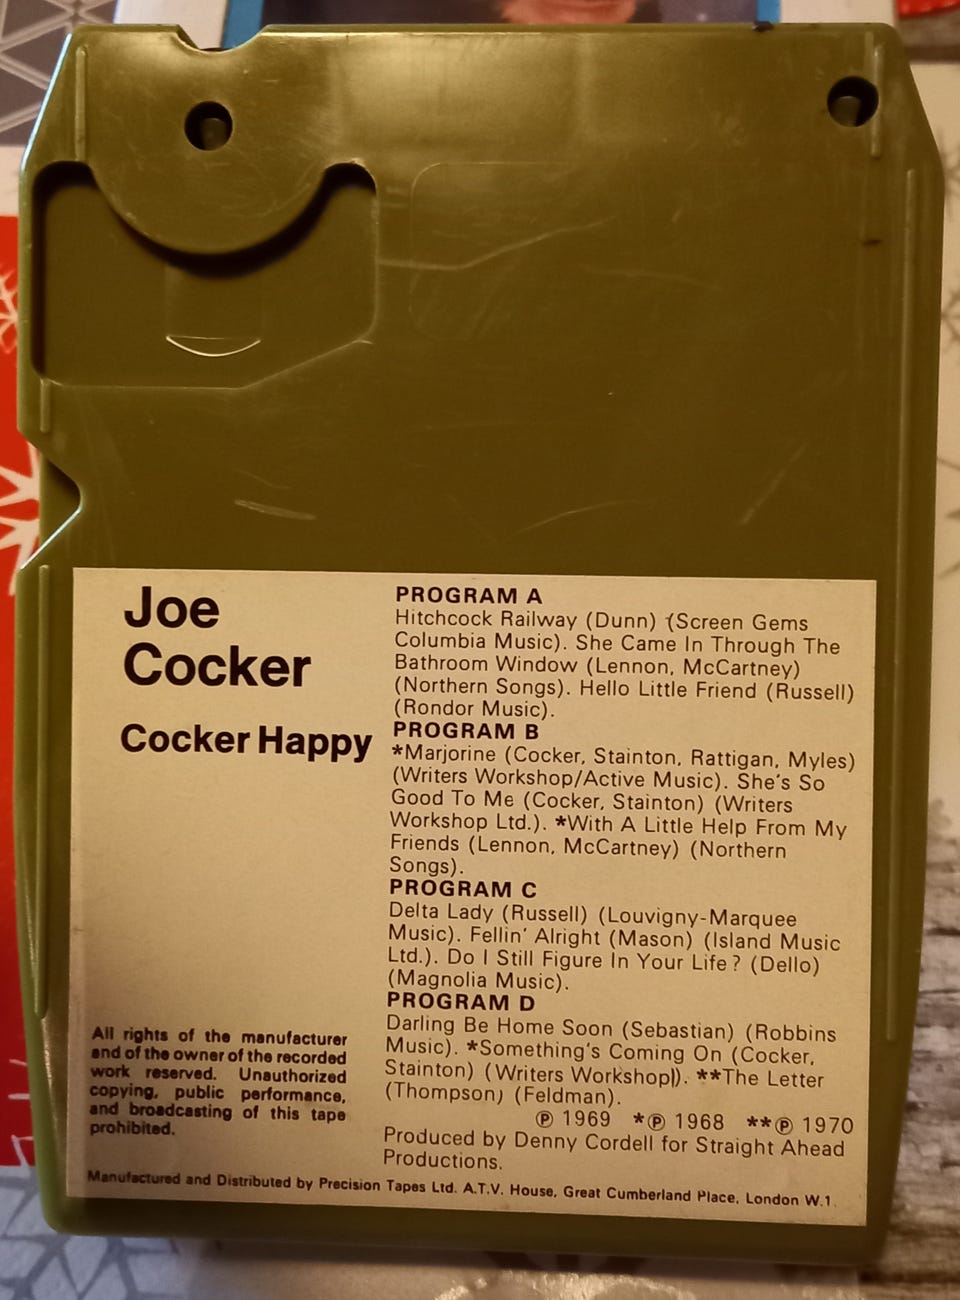 Joe
Cocker
Cocker Happy
PROGRAM A
Hitchcock Railway (Dunn) (Screen Gems
Columbia Music). She Came In Through The
Bathroom Window (Lennon, McCartney)
(Northern Songs). Hello Little Friend (Russell)
(Rondor Music).
PROGRAM B
*Marjorine (Cocker, Stainton, Rattigan, Myles)
(Writers Workshop/Active Music). She's So
Good To Me (Cocker, Stainton) (Writers
Workshop Ltd.). *With A Little Help From My
Friends (Lennon, McCartney) (Northern
Songs).
PROGRAM C
Delta Lady (Russell) (Louvigny-Marquee
Music). Fellin' Alright (Mason) (Island Music
Ltd.). Do I Still Figure In Your Life? (Dello)
(Magnolia Music).
PROGRAM D
Darling Be Home Soon (Sebastian) (Robbins
Music). *Something's Coming On (Cocker,
Stainton) (Writers Workshop). **The Letter
(Thompson) (Feldman).
℗ 1969 *℗ 1968 **℗ 1970
Produced by Denny Cordell for Straight Ahead
Productions.
All rights of the manufacturer
and of the owner of the recorded
work reserved. Unauthorized
copying, public performance,
and broadcasting of this tape
prohibited.
Manufactured and Distributed by Precision Tapes Ltd. A.T.V. House, Great Cumberland Place, London W.1.